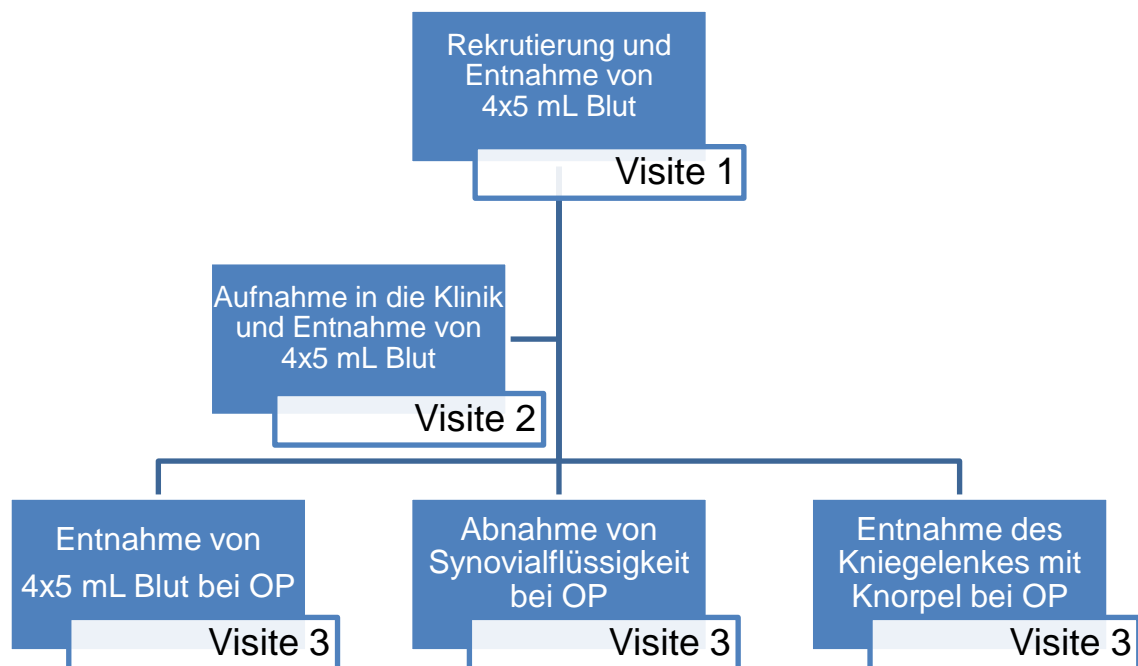 Rekrutierung und
Entnahme von
4x5 mL Blut
Visite 1
Aufnahme in die Klinik
und Entnahme von
4x5 mL Blut
Visite 2
Entnahme von
4x5 mL Blut bei OP
Visite 3
Abnahme von
Synovialflüssigkeit
bei OP
Visite 3
Entnahme des
Kniegelenkes mit
Knorpel bei OP
Visite 3